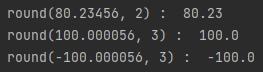 round(80.23456, 2) :  80.23
round(100.000056, 3) :  100.0
round(-100.000056, 3) :  -100.0